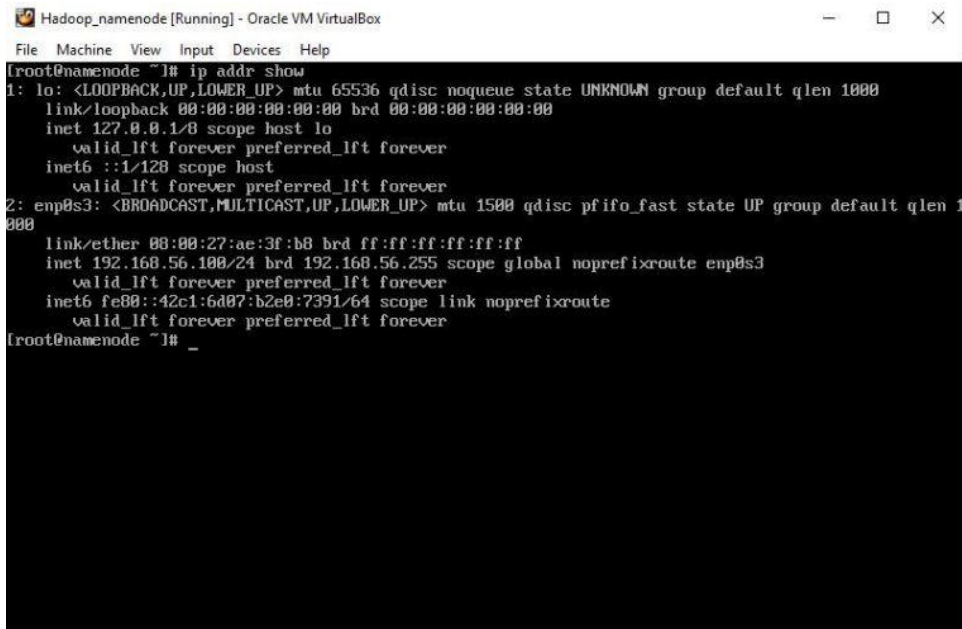 Hadoop_namenode [Running] - Oracle VM VirtualBox
File Machine View Input Devices Help
[root@namenode ~]# ip addr show
1: lo: <LOOPBACK,UP,LOWER_UP> mtu 65536 qdisc noqueue state UNKNOWN group default qlen 1000
    link/loopback 00:00:00:00:00:00 brd 00:00:00:00:00:00
    inet 127.0.0.1/8 scope host lo
       valid_lft forever preferred_lft forever
    inet6 ::1/128 scope host
       valid_lft forever preferred_lft forever
2: enp0s3: <BROADCAST,MULTICAST,UP,LOWER_UP> mtu 1500 qdisc pfifo_fast state UP group default qlen 1
000
    link/ether 08:00:27:ae:3f:b8 brd ff:ff:ff:ff:ff:ff
    inet 192.168.56.100/24 brd 192.168.56.255 scope global noprefixroute enp0s3
       valid_lft forever preferred_lft forever
    inet6 fe80::42c1:6d07:b2e0:7391/64 scope link noprefixroute
       valid_lft forever preferred_lft forever
[root@namenode ~]# _